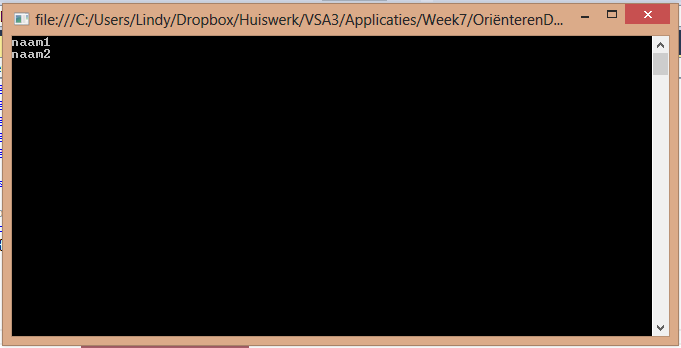 file:///C:/Users/Lindy/Dropbox/Huiswerk/VSA3/Applicaties/Week7/OriënterenD...
naam1
naam2